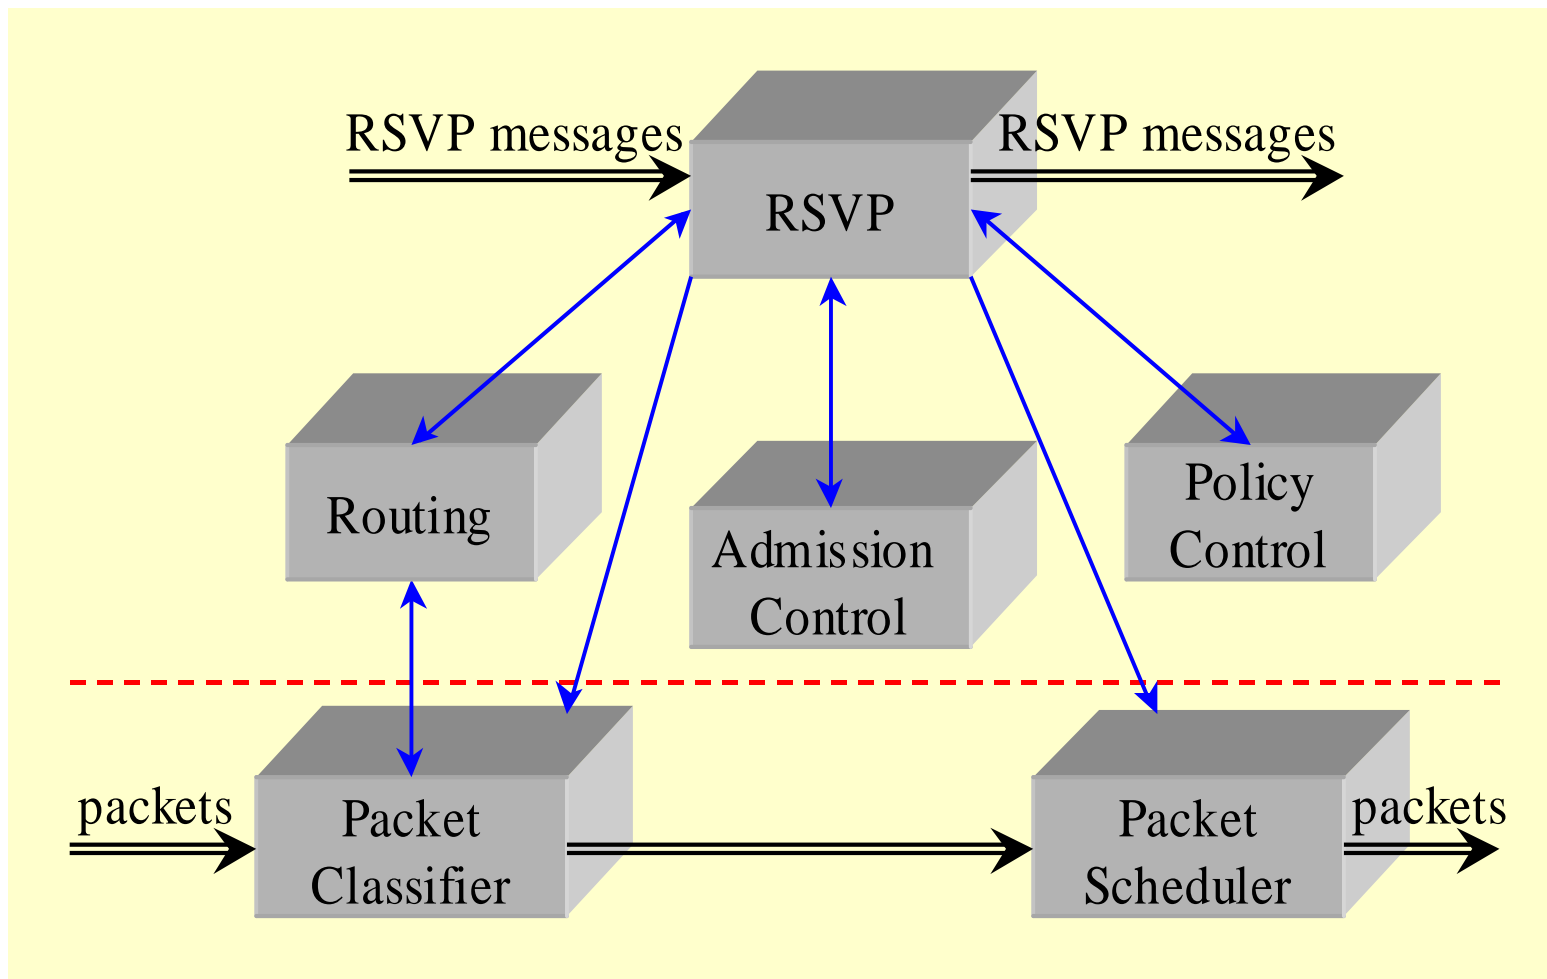 RSVP messages
RSVP messages
RSVP
Routing
Admission
Control
Policy
Control
packets
Packet
Classifier
Packet
Scheduler
packets